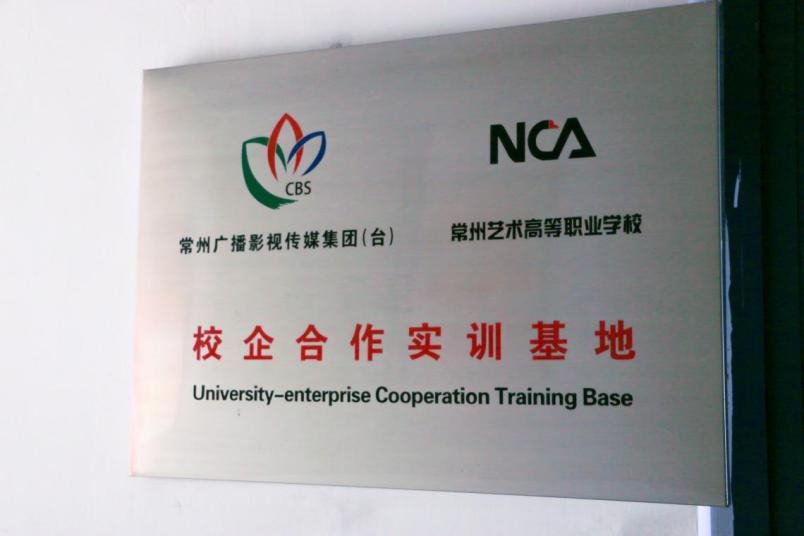 CBS
NCA
常州广播影视传媒集团(台)
常州艺术高等职业学校
校企合作实训基地
University-enterprise Cooperation Training Base